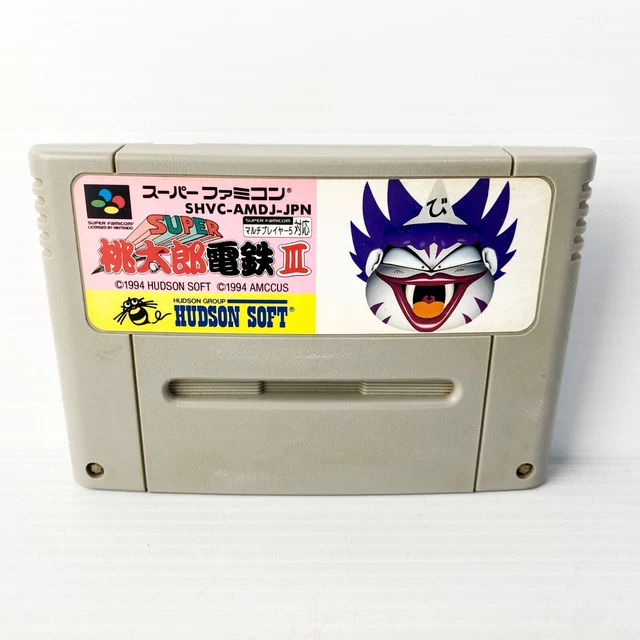 スーパーファミコン®
SHVC-AMDJ-JPN
SUPER FAMICOM
LICENSED BY NINTENDO
SUPER FAMICOM
マルチプレイヤー5対応
SUPER
桃太郎電鉄III
©1994 HUDSON SOFT ©1994 AMCCUS
HUDSON GROUP
HUDSON SOFT®
び